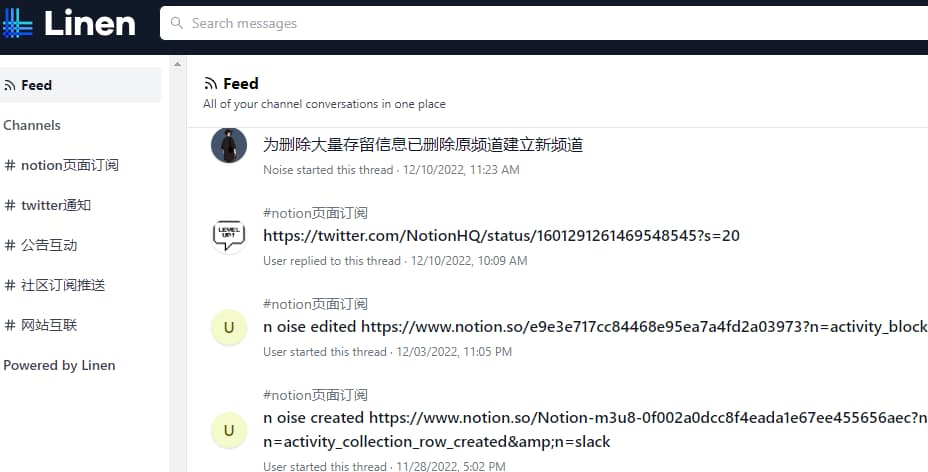 Linen
Search messages
Feed
Channels
# notion页面订阅
# twitter通知
# 公告互动
# 社区订阅推送
# 网站互联
Powered by Linen
Feed
All of your channel conversations in one place
为删除大量存留信息已删除原频道建立新频道
Noise started this thread · 12/10/2022, 11:23 AM
LEVEL
UP!
#notion页面订阅
https://twitter.com/NotionHQ/status/1601291261469548545?s=20
User replied to this thread · 12/10/2022, 10:09 AM
#notion页面订阅
U
n oise edited https://www.notion.so/e9e3e717cc84468e95ea7a4fd2a03973?n=activity_block
User started this thread · 12/03/2022, 11:05 PM
#notion页面订阅
U
n oise created https://www.notion.so/Notion-m3u8-0f002a0dcc8f4eada1e67ee455656aec?n
n=activity_collection_row_created&amp;n=slack
User started this thread · 11/28/2022, 5:02 PM